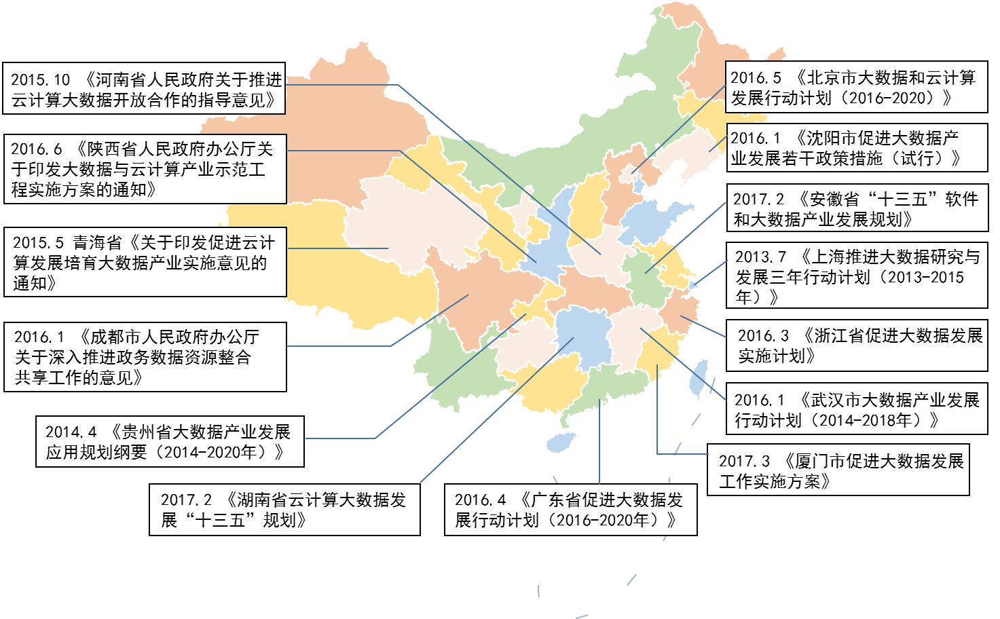 2015.10 《河南省人民政府关于推进
云计算大数据开放合作的指导意见》
2016.6 《陕西省人民政府办公厅关
于印发大数据与云计算产业示范工
程实施方案的通知》
2015.5 青海省《关于印发促进云计
算发展培育大数据产业实施意见的
通知》
2016.1 《成都市人民政府办公厅
关于深入推进政务数据资源整合
共享工作的意见》
2014.4 《贵州省大数据产业发展
应用规划纲要（2014-2020年）》
2017.2 《湖南省云计算大数据发
展“十三五”规划》
2016.4 《广东省促进大数据发
展行动计划（2016-2020年）》
2016.5 《北京市大数据和云计算
发展行动计划（2016-2020）》
2016.1 《沈阳市促进大数据产
业发展若干政策措施（试行）》
2017.2 《安徽省“十三五”软件
和大数据产业发展规划》
2013.7 《上海推进大数据研究与
发展三年行动计划（2013-2015
年）》
2016.3 《浙江省促进大数据发展
实施计划》
2016.1 《武汉市大数据产业发展
行动计划（2014-2018年）》
2017.3 《厦门市促进大数据发展
工作实施方案》